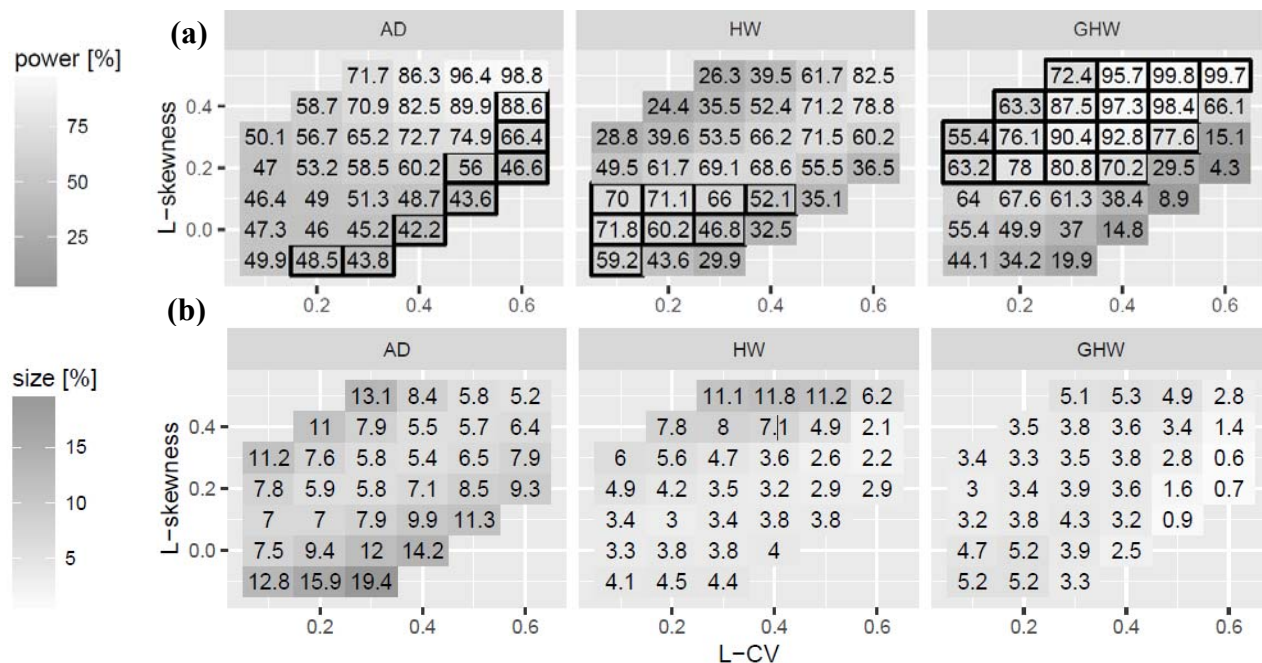 (a)
power [%]
75
50
25
L-skewness
0.4
0.2
0.0
AD
71.7 86.3 96.4 98.8
58.7 70.9 82.5 89.9 88.6
50.1 56.7 65.2 72.7 74.9 66.4
47 53.2 58.5 60.2 56 46.6
46.4 49 51.3 48.7 43.6
47.3 46 45.2 42.2
49.9 48.5 43.8
0.2 0.4 0.6
HW
26.3 39.5 61.7 82.5
24.4 35.5 52.4 71.2 78.8
28.8 39.6 53.5 66.2 71.5 60.2
49.5 61.7 69.1 68.6 55.5 36.5
70 71.1 66 52.1 35.1
71.8 60.2 46.8 32.5
59.2 43.6 29.9
0.2 0.4 0.6
GHW
72.4 95.7 99.8 99.7
63.3 87.5 97.3 98.4 66.1
55.4 76.1 90.4 92.8 77.6 15.1
63.2 78 80.8 70.2 29.5 4.3
64 67.6 61.3 38.4 8.9
55.4 49.9 37 14.8
44.1 34.2 19.9
0.2 0.4 0.6
(b)
size [%]
15
10
5
L-skewness
0.4
0.2
0.0
AD
13.1 8.4 5.8 5.2
11 7.9 5.5 5.7 6.4
11.2 7.6 5.8 5.4 6.5 7.9
7.8 5.9 5.8 7.1 8.5 9.3
7 7 7.9 9.9 11.3
7.5 9.4 12 14.2
12.8 15.9 19.4
0.2 0.4 0.6
HW
11.1 11.8 11.2 6.2
7.8 8 7.1 4.9 2.1
6 5.6 4.7 3.6 2.6 2.2
4.9 4.2 3.5 3.2 2.9 2.9
3.4 3 3.4 3.8 3.8
3.3 3.8 3.8 4
4.1 4.5 4.4
0.2 0.4 0.6
GHW
5.1 5.3 4.9 2.8
3.5 3.8 3.6 3.4 1.4
3.4 3.3 3.5 3.8 2.8 0.6
3 3.4 3.9 3.6 1.6 0.7
3.2 3.8 4.3 3.2 0.9
4.7 5.2 3.9 2.5
5.2 5.2 3.3
0.2 0.4 0.6
L-CV